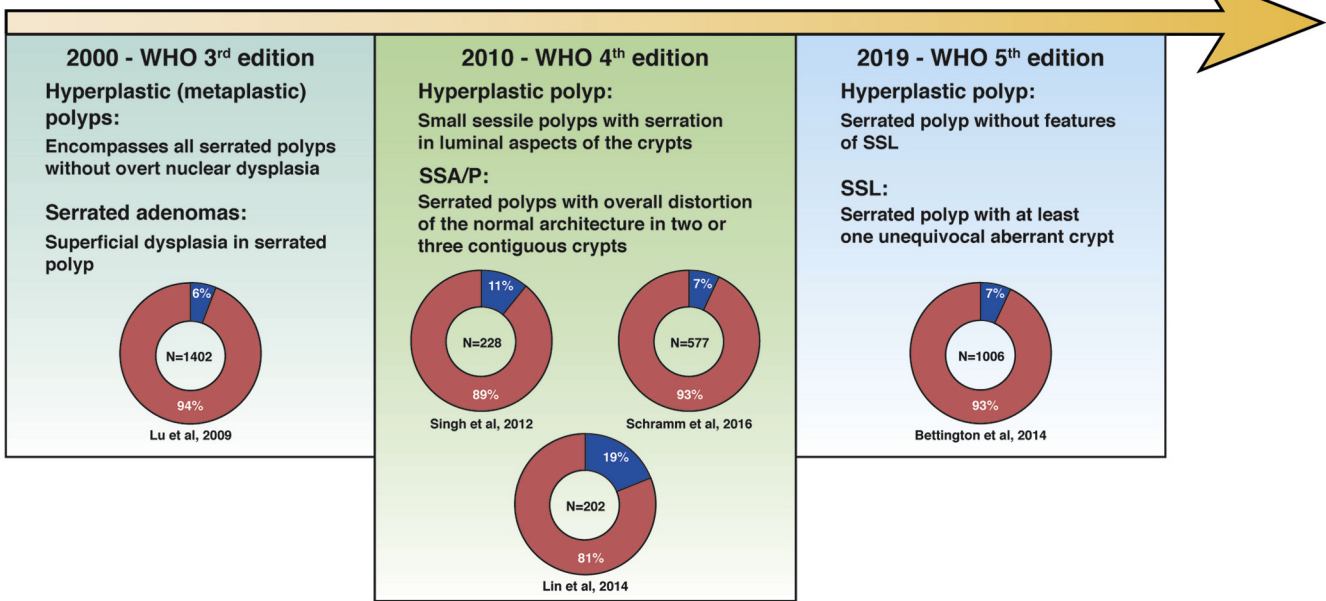 2000 - WHO 3rd edition
Hyperplastic (metaplastic)
polyps:
Encompasses all serrated polyps
without overt nuclear dysplasia
Serrated adenomas:
Superficial dysplasia in serrated
polyp
6%
N=1402
94%
Lu et al, 2009
2010 - WHO 4th edition
Hyperplastic polyp:
Small sessile polyps with serration
in luminal aspects of the crypts
SSA/P:
Serrated polyps with overall distortion
of the normal architecture in two or
three contiguous crypts
11%
N=228
89%
Singh et al, 2012
7%
N=577
93%
Schramm et al, 2016
19%
N=202
81%
Lin et al, 2014
2019 - WHO 5th edition
Hyperplastic polyp:
Serrated polyp without features
of SSL
SSL:
Serrated polyp with at least
one unequivocal aberrant crypt
7%
N=1006
93%
Bettington et al, 2014